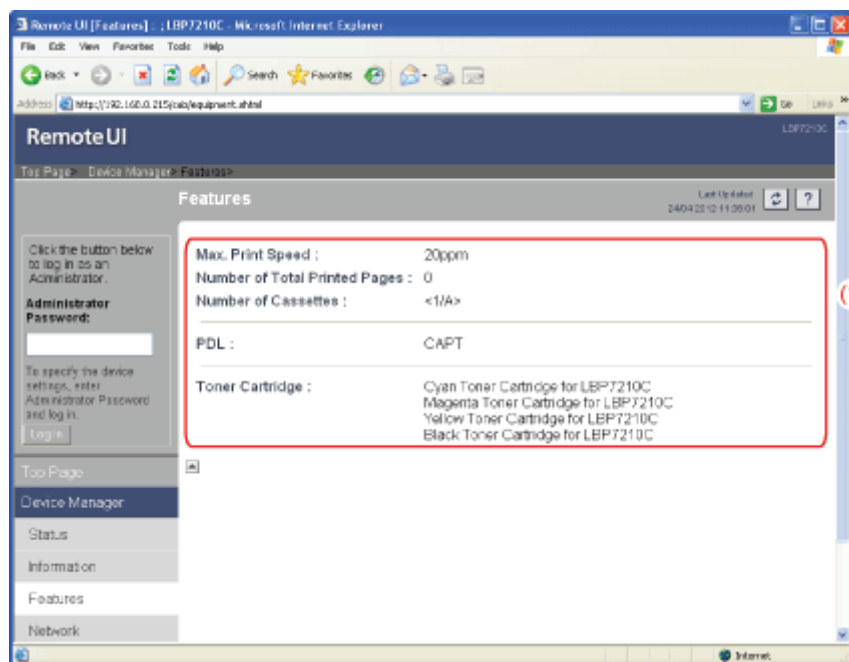 Remote UI [Features] : ; LBP7210C - Microsoft Internet Explorer
File Edit View Favorites Tools Help
Back Search Favorites
Address http://192.168.0.215/cab/equipment.shtml Go Links
Remote UI
LBP7210C
Top Page> Device Manager> Features>
Features
Last Updated
24/04/2012 11:38:01
?
Click the button below
to log in as an
Administrator.
Administrator
Password:
To specify the device
settings, enter
Administrator Password
and log in.
Login
Top Page
Device Manager
Status
Information
Features
Network
Max. Print Speed : 20ppm
Number of Total Printed Pages : 0
Number of Cassettes : <1/A>
PDL : CAPT
Toner Cartridge : Cyan Toner Cartridge for LBP7210C
Magenta Toner Cartridge for LBP7210C
Yellow Toner Cartridge for LBP7210C
Black Toner Cartridge for LBP7210C
Internet